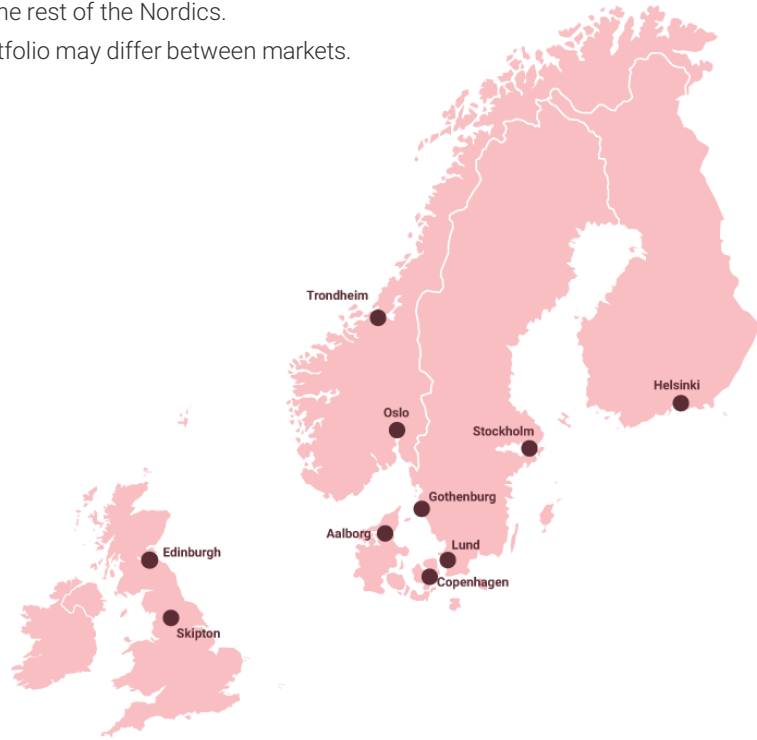 he rest of the Nordics.
tfolio may differ between markets.
Trondheim
Helsinki
Oslo
Stockholm
Gothenburg
Aalborg
Lund
Edinburgh
Copenhagen
Skipton